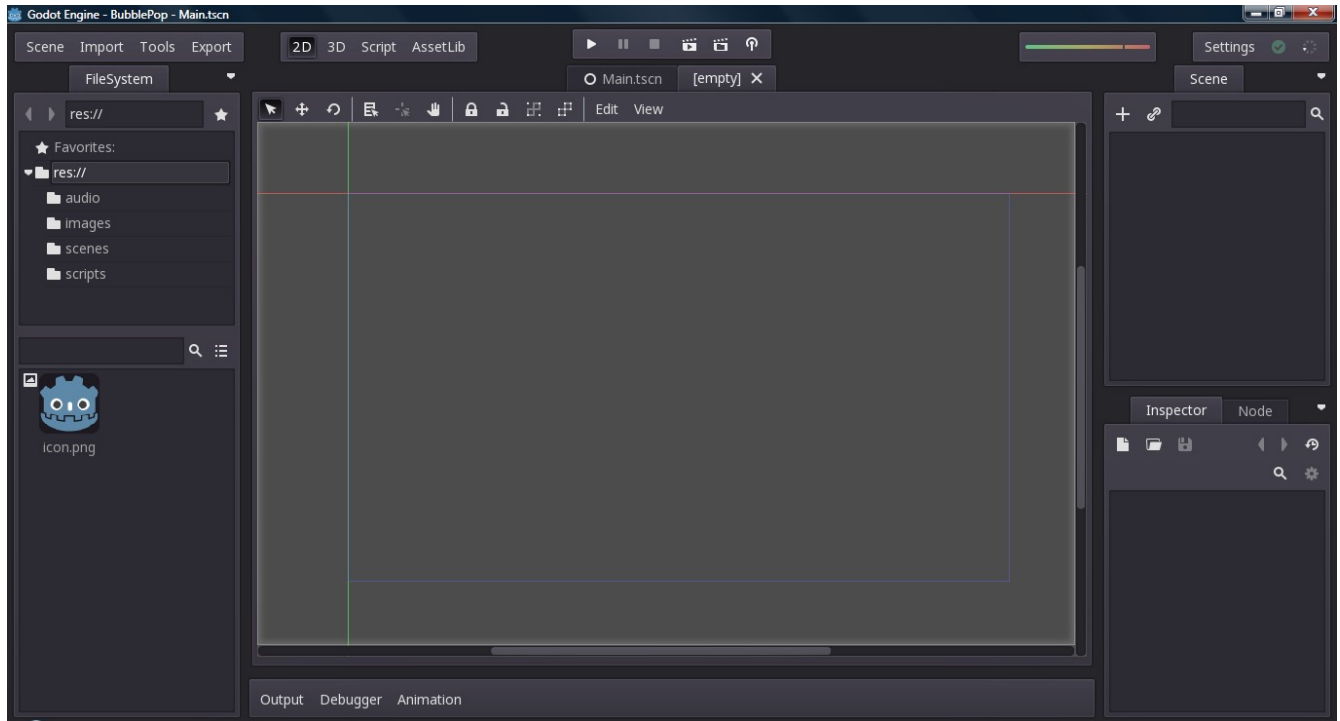 Godot Engine - BubblePop - Main.tscn
Scene Import Tools Export 2D 3D Script AssetLib Settings
FileSystem
Main.tscn [empty]
Scene
res://
Edit View
Favorites:
res://
audio
images
scenes
scripts
icon.png
Inspector Node
Output Debugger Animation